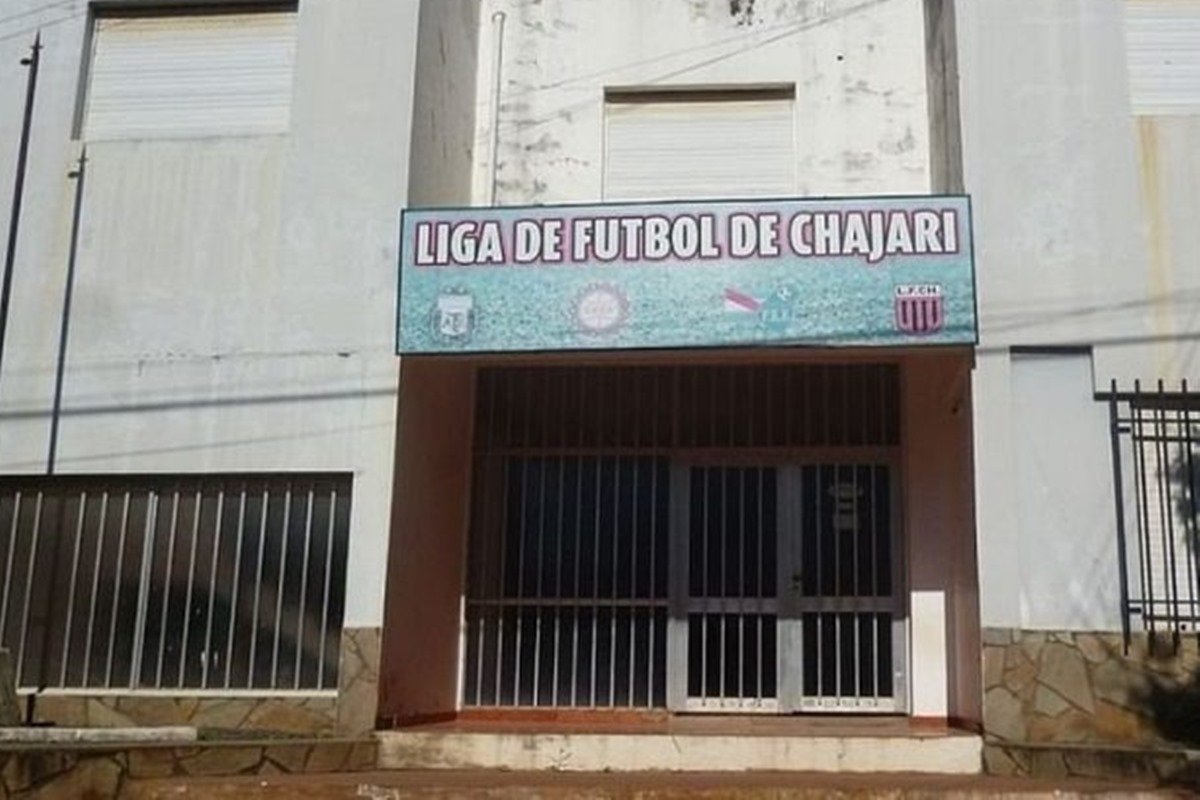 LIGA DE FUTBOL DE CHAJARI
L.F.CH.